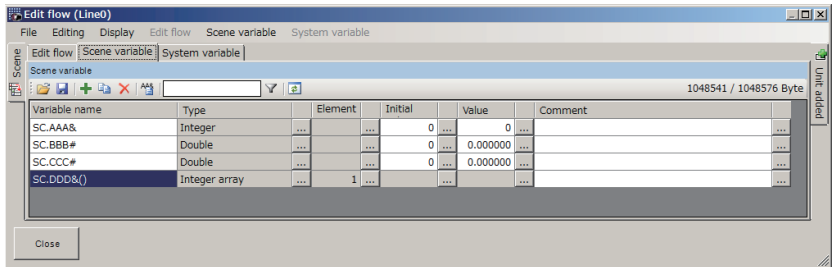 Edit flow (Line0)
File Editing Display Edit flow Scene variable System variable
Scene
Edit flow Scene variable System variable
Scene variable
1048541 / 1048576 Byte
Unit added
Variable name Type Element Initial Value Comment
SC.AAA& Integer ... ... 0 ... 0 ... ...
SC.BBB# Double ... ... 0 ... 0.000000 ... ...
SC.CCC# Double ... ... 0 ... 0.000000 ... ...
SC.DDD&() Integer array ... 1 ... ... ... ...
Close